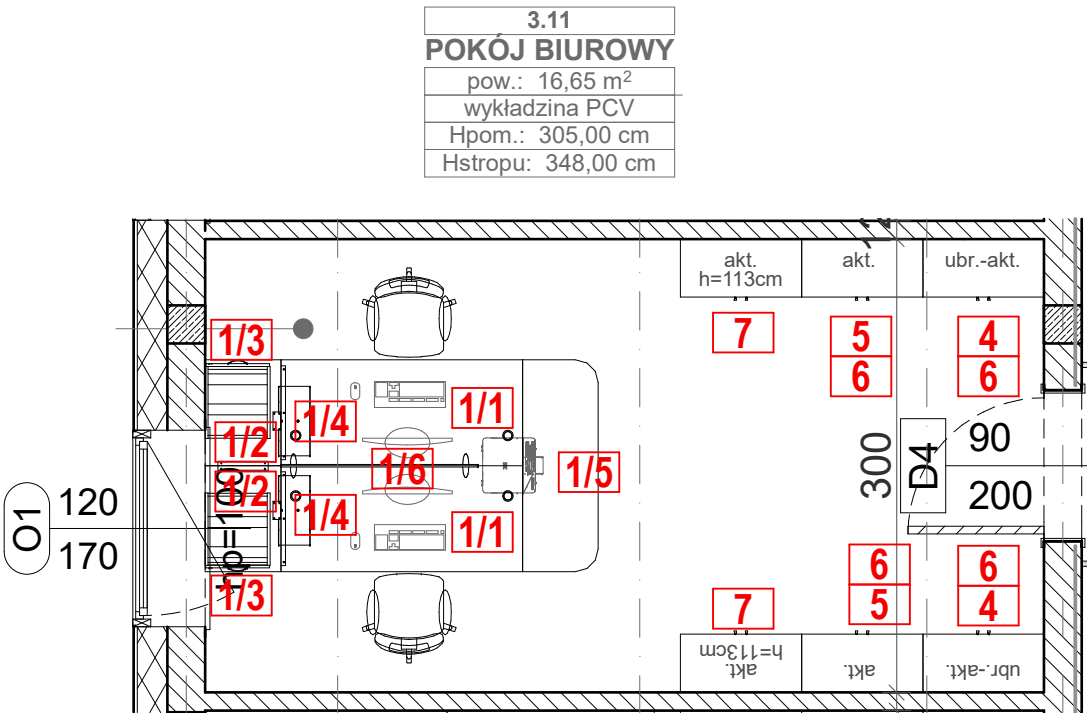 3.11
POKÓJ BIUROWY
pow.: 16,65 m²
wykładzina PCV
Hpom.: 305,00 cm
Hstropu: 348,00 cm
12
akt.
h=113cm
akt.
ubr.-akt.
1/3
7
5
4
6
6
1/4
1/1
1/2
1/6
1/5
300
D4
90
200
O1
120
170
hp=100
1/2
1/4
1/1
6
6
1/3
7
5
4
akt.
h=113cm
akt.
ubr.-akt.